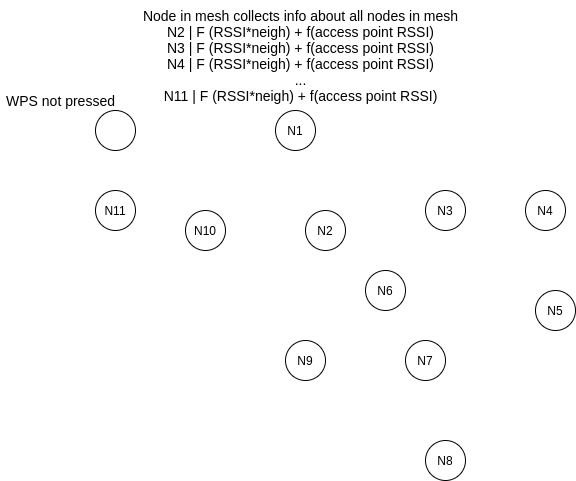 Node in mesh collects info about all nodes in mesh
N2 | F (RSSI*neigh) + f(access point RSSI)
N3 | F (RSSI*neigh) + f(access point RSSI)
N4 | F (RSSI*neigh) + f(access point RSSI)
...
N11 | F (RSSI*neigh) + f(access point RSSI)
WPS not pressed
N1
N11
N10
N2
N3
N4
N6
N5
N9
N7
N8